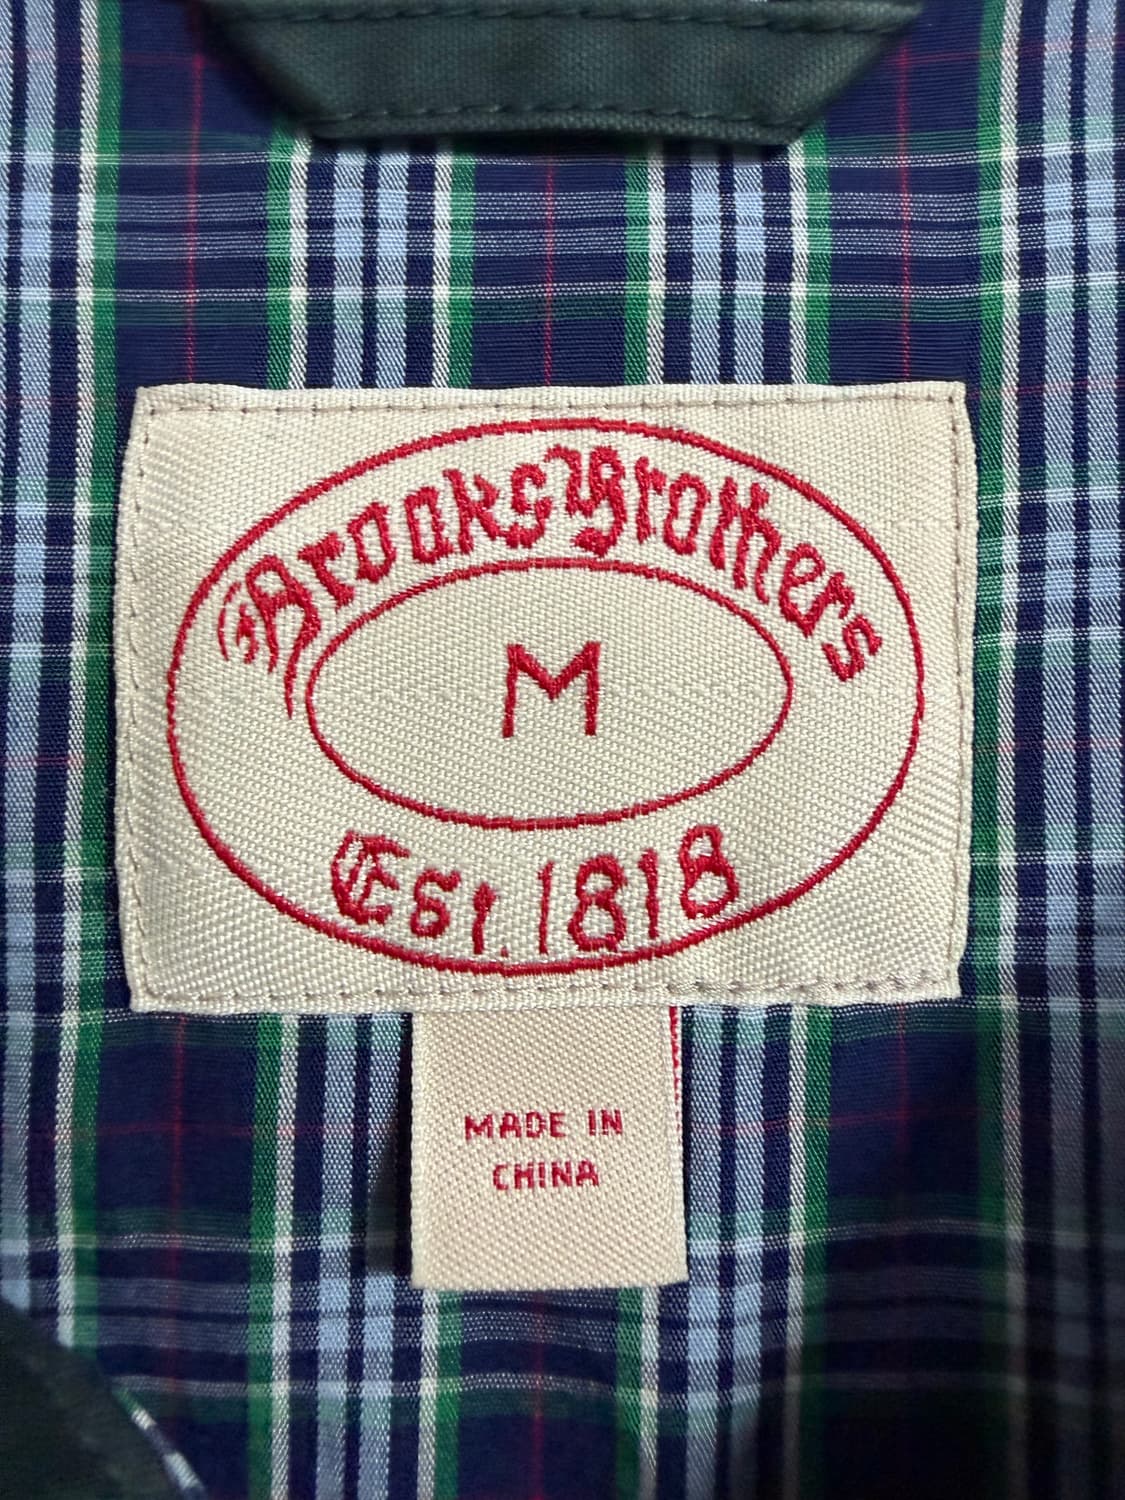 Brooks Brothers
M
Est. 1818
MADE IN
CHINA